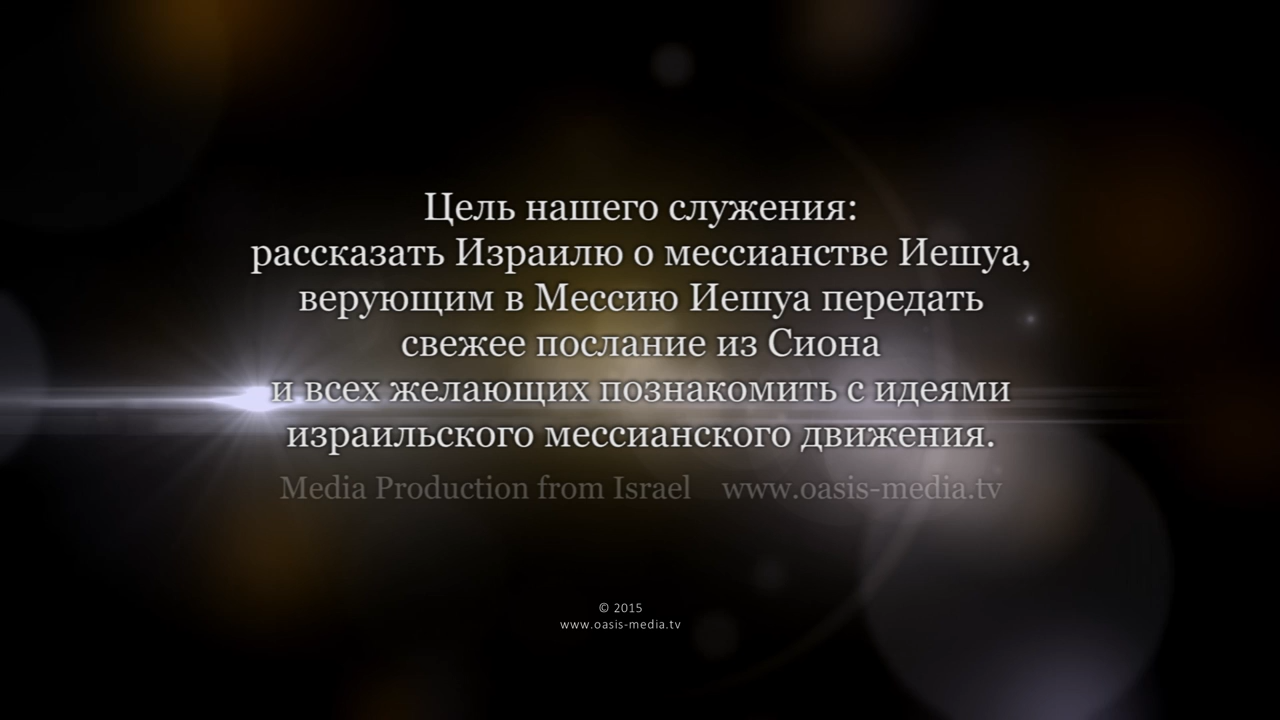 Цель нашего служения:
рассказать Израилю о мессианстве Иешуа,
верующим в Мессию Иешуа передать
свежее послание из Сиона
и всех желающих познакомить с идеями
израильского мессианского движения.
Media Production from Israel www.oasis-media.tv
© 2015
www.oasis-media.tv